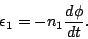 ϵ₁ = −n₁ dϕ/dt.